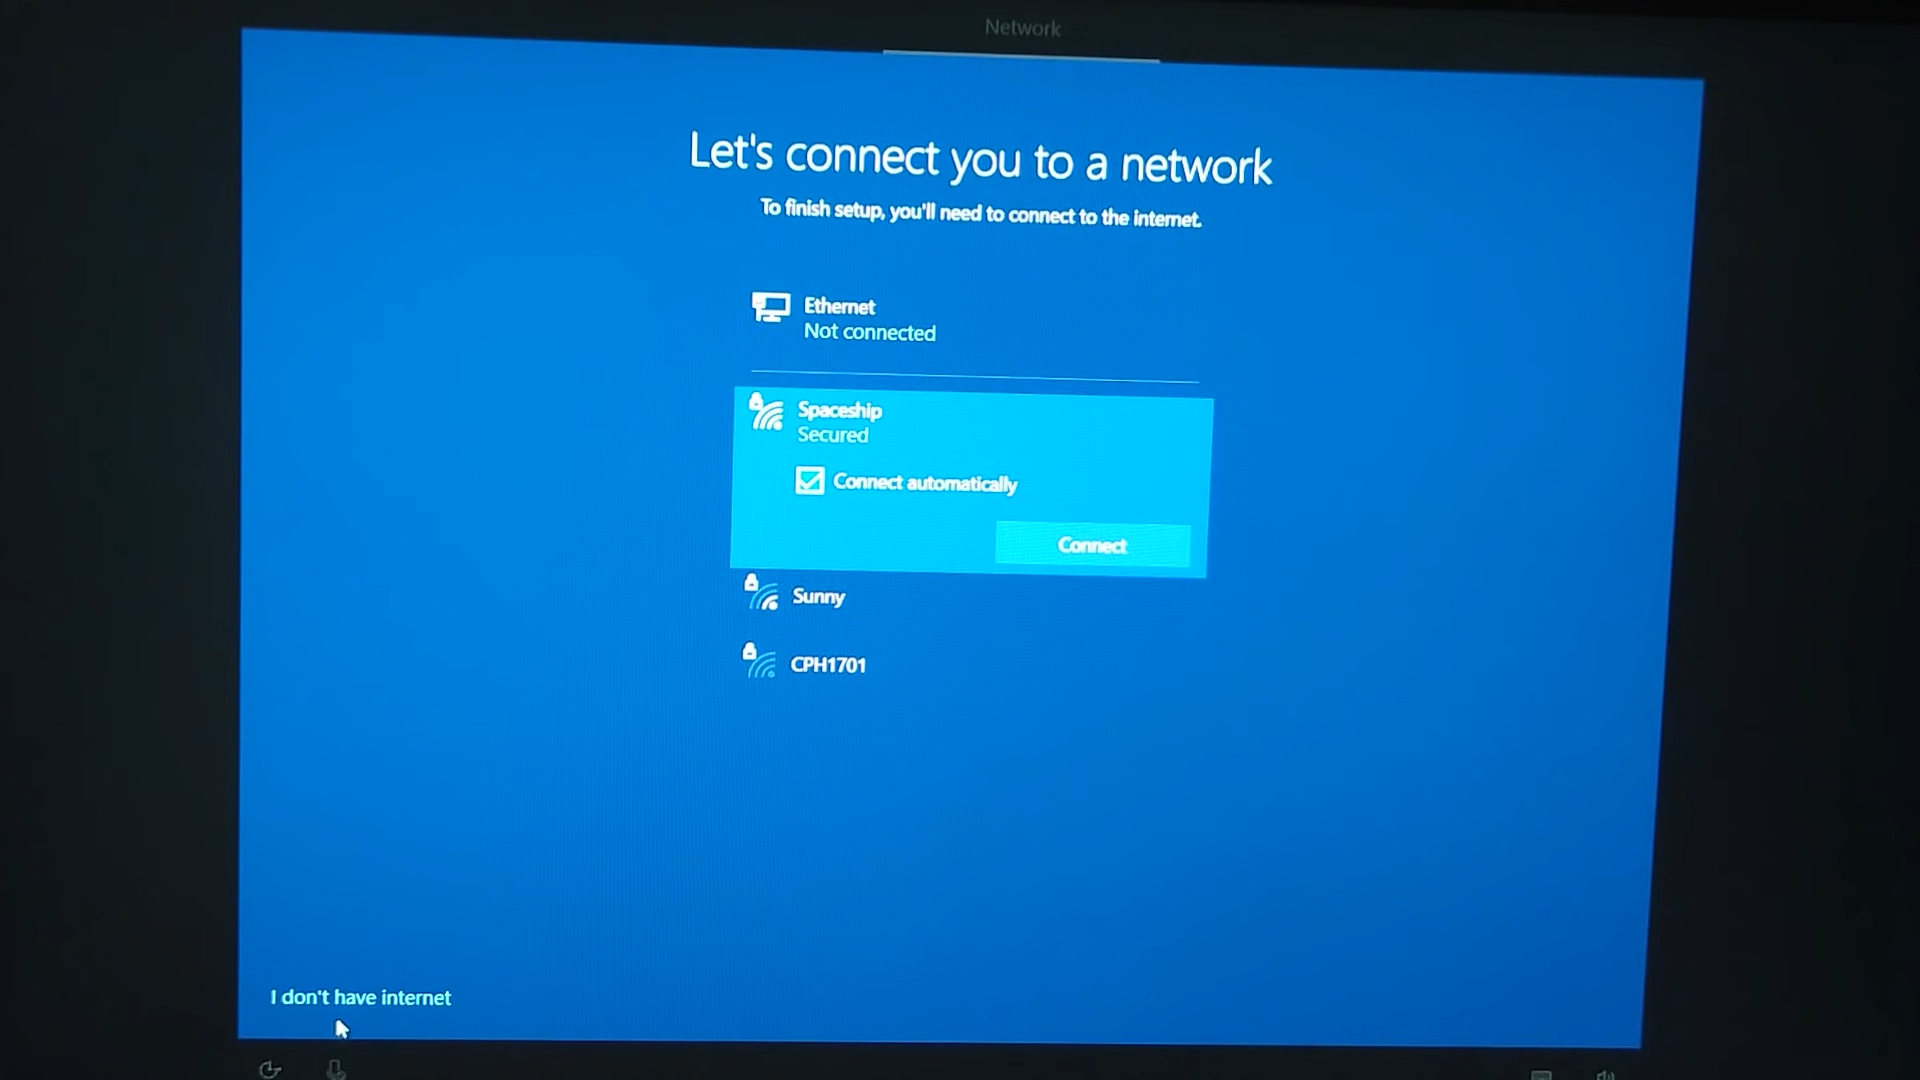 Network
Let's connect you to a network
To finish setup, you'll need to connect to the internet.
Ethernet
Not connected
Spaceship
Secured
Connect automatically
Connect
Sunny
CPH1701
I don't have internet